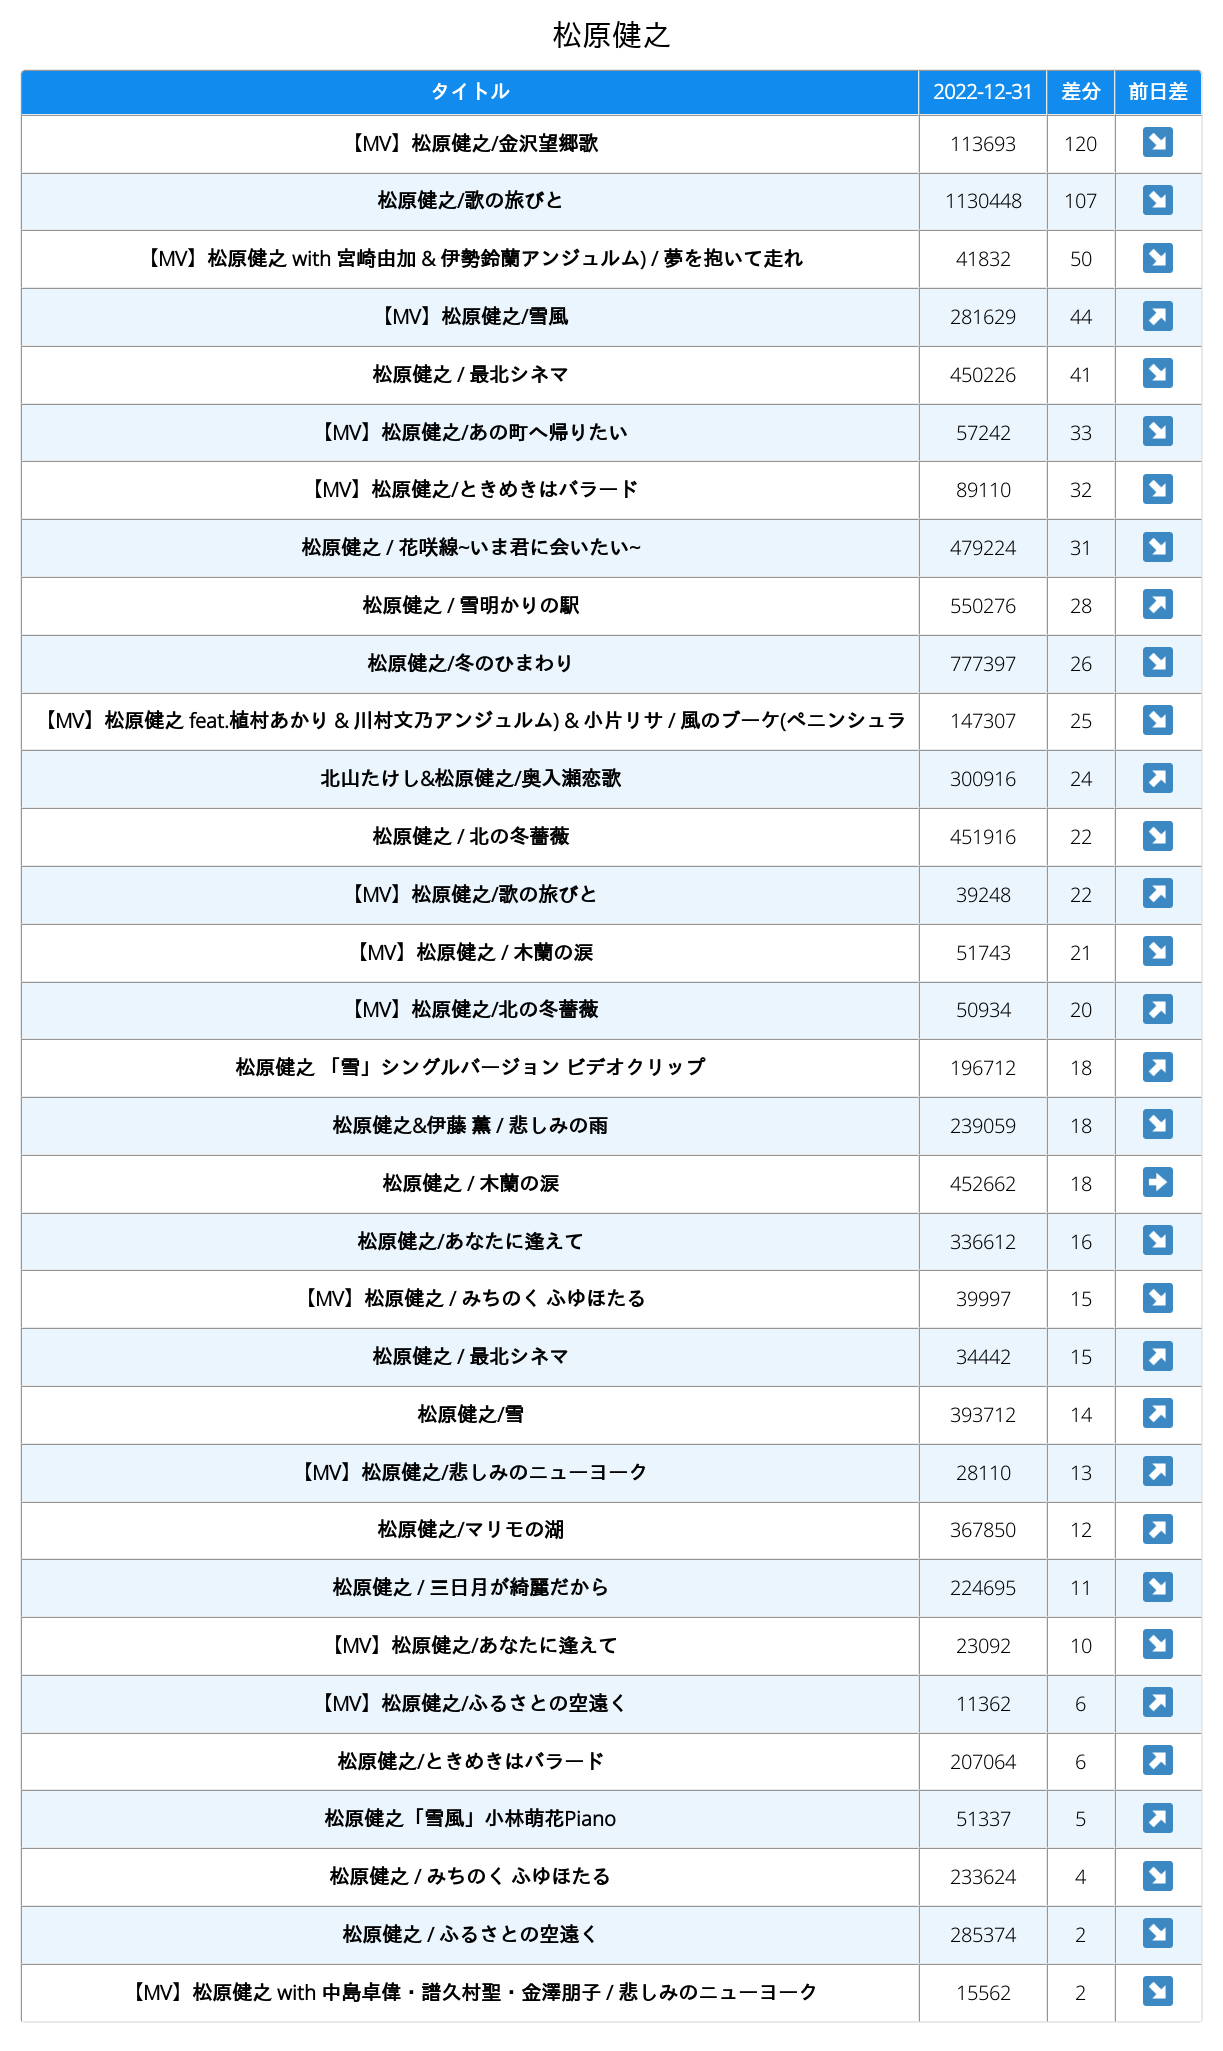 松原健之
タイトル 2022-12-31 差分 前日差
【MV】松原健之/金沢望郷歌 113693 120 ↘
松原健之/歌の旅びと 1130448 107 ↘
【MV】松原健之 with 宮崎由加 & 伊勢鈴蘭アンジュルム) / 夢を抱いて走れ 41832 50 ↘
【MV】松原健之/雪風 281629 44 ↗
松原健之 / 最北シネマ 450226 41 ↘
【MV】松原健之/あの町へ帰りたい 57242 33 ↘
【MV】松原健之/ときめきはバラード 89110 32 ↘
松原健之 / 花咲線~いま君に会いたい~ 479224 31 ↘
松原健之 / 雪明かりの駅 550276 28 ↗
松原健之/冬のひまわり 777397 26 ↘
【MV】松原健之 feat.植村あかり & 川村文乃アンジュルム) & 小片リサ / 風のブーケ(ペニンシュラ 147307 25 ↘
北山たけし&松原健之/奥入瀬恋歌 300916 24 ↗
松原健之 / 北の冬薔薇 451916 22 ↘
【MV】松原健之/歌の旅びと 39248 22 ↗
【MV】松原健之 / 木蘭の涙 51743 21 ↘
【MV】松原健之/北の冬薔薇 50934 20 ↗
松原健之 「雪」シングルバージョン ビデオクリップ 196712 18 ↗
松原健之&伊藤 薫 / 悲しみの雨 239059 18 ↘
松原健之 / 木蘭の涙 452662 18 ➡
松原健之/あなたに逢えて 336612 16 ↘
【MV】松原健之 / みちのく ふゆほたる 39997 15 ↘
松原健之 / 最北シネマ 34442 15 ↗
松原健之/雪 393712 14 ↗
【MV】松原健之/悲しみのニューヨーク 28110 13 ↗
松原健之/マリモの湖 367850 12 ↗
松原健之 / 三日月が綺麗だから 224695 11 ↘
【MV】松原健之/あなたに逢えて 23092 10 ↘
【MV】松原健之/ふるさとの空遠く 11362 6 ↗
松原健之/ときめきはバラード 207064 6 ↗
松原健之「雪風」小林萌花Piano 51337 5 ↗
松原健之 / みちのく ふゆほたる 233624 4 ↘
松原健之 / ふるさとの空遠く 285374 2 ↘
【MV】松原健之 with 中島卓偉・譜久村聖・金澤朋子 / 悲しみのニューヨーク 15562 2 ↘